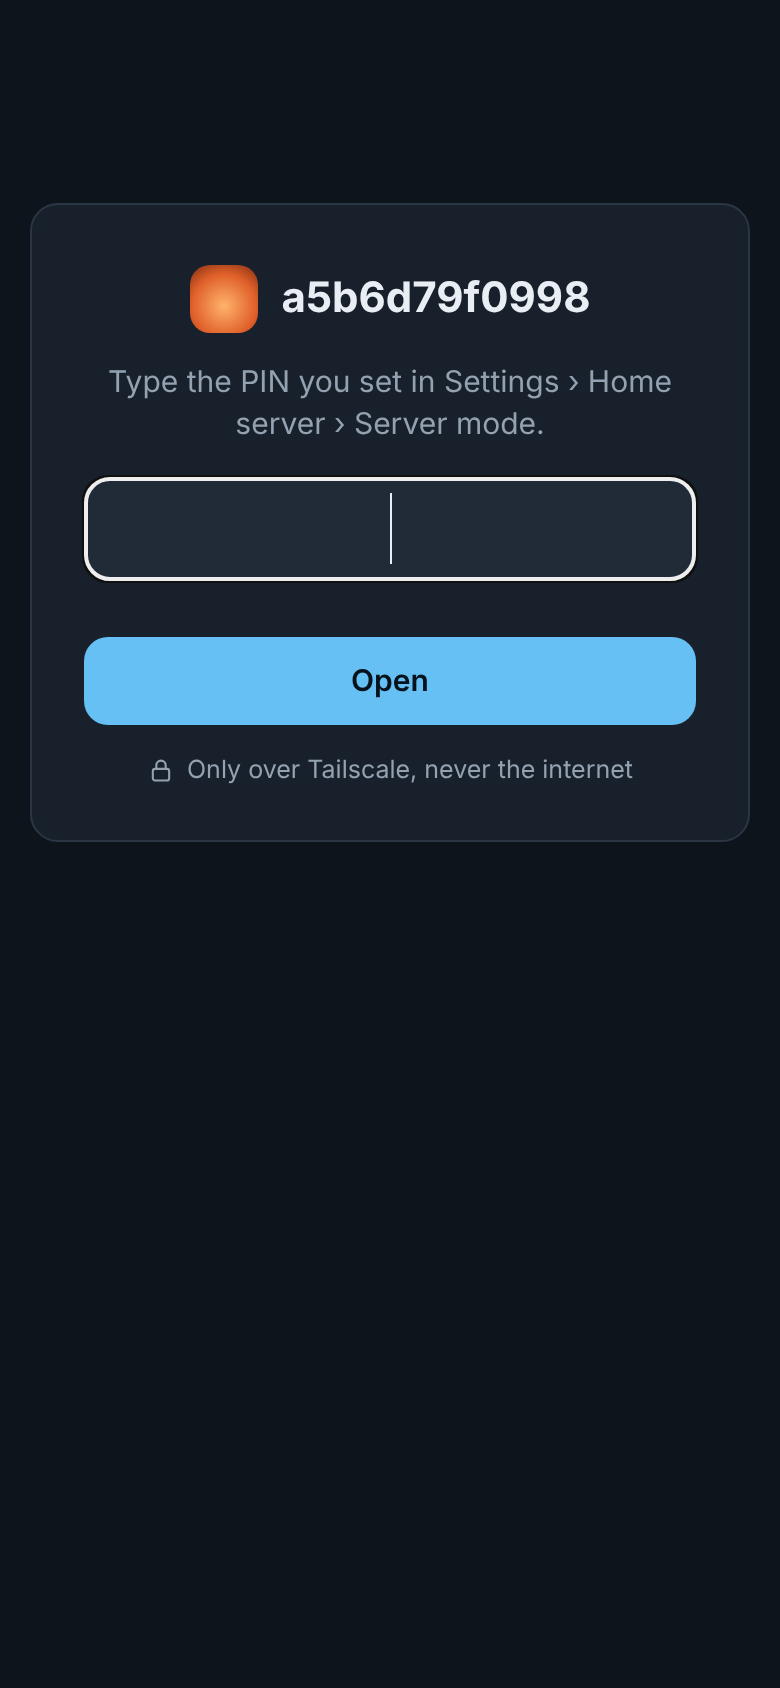 a5b6d79f0998
Type the PIN you set in Settings › Home
server › Server mode.
Open
Only over Tailscale, never the internet